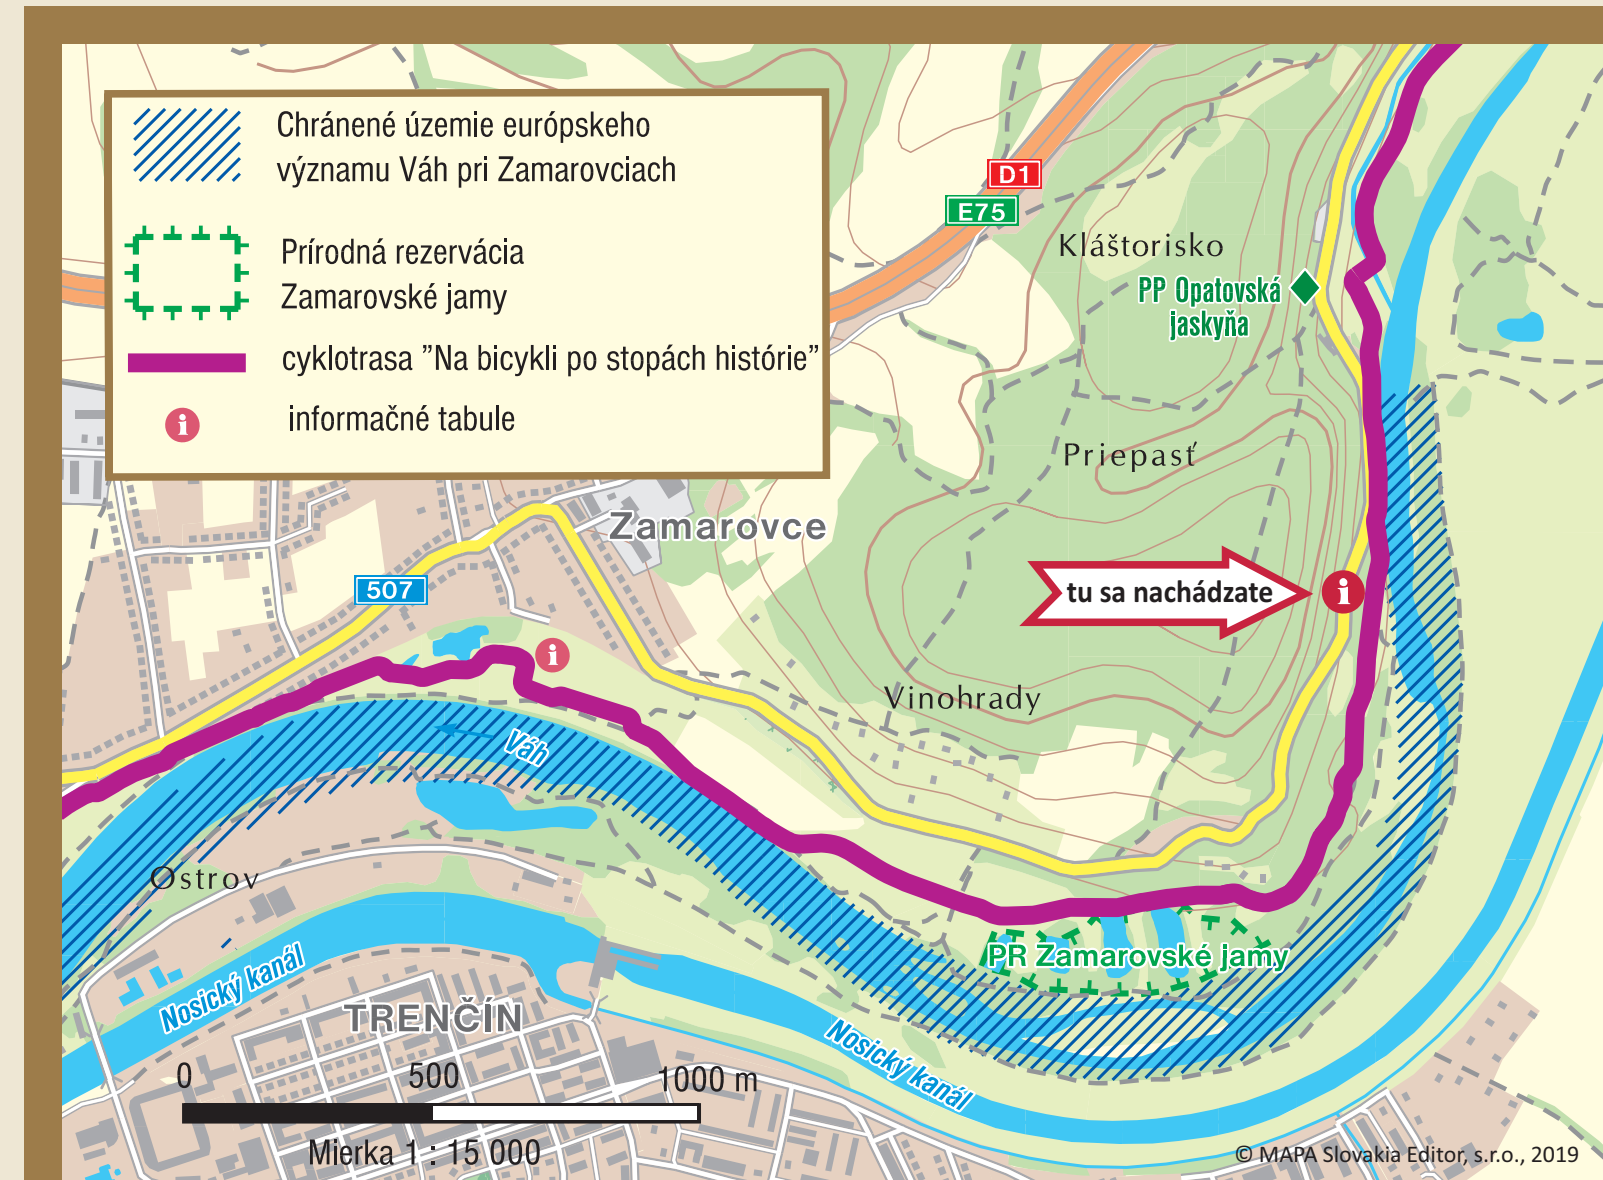 Chránené územie európskeho
významu Váh pri Zamarovciach
Prírodná rezervácia
Zamarovské jamy
cyklotrasa ”Na bicykli po stopách histórie”
i
informačné tabule
D1
E75
Kláštorisko
PP Opatovská
jaskyňa
Priepasť
Zamarovce
507
tu sa nachádzate
i
i
Vinohrady
Váh
Ostrov
PR Zamarovské jamy
Nosický kanál
TRENČÍN
Nosický kanál
0 500 1000 m
Mierka 1 : 15 000
© MAPA Slovakia Editor, s.r.o., 2019